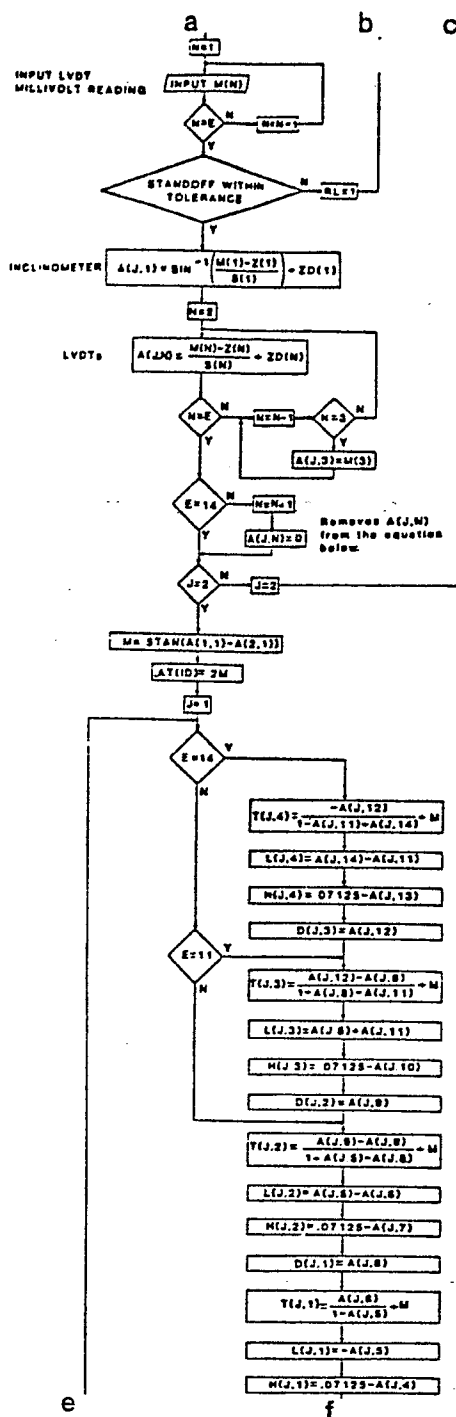 a b c
N=1
INPUT LVDT
MILLIVOLT READING
INPUT M(N)
N=E N N=N+1
Y
STANDOFF WITHIN
TOLERANCE
N RL=1
Y
INCLINOMETER A(J,1) = SIN -1 (M(1)-Z(1) / S(1)) + ZD(1)
N=2
LVDTs A(J,N) = M(N)-Z(N) / S(N) + ZD(N)
N=E N N=N+1 N=3 N
Y Y
A(J,3)=M(3)
E=14 N N=N+1
Y A(J,N)=0
Removes A(J,N)
from the equation
below.
J=2 N J=2
Y
M= STAN(A(1,1)-A(2,1))
AT(ID)= 2M
J=1
E=14 Y
N
T(J,4)= -A(J,12) / 1-A(J,11)+A(J,14) + M
L(J,4)=A(J,14)-A(J,11)
H(J,4)=.07125-A(J,13)
D(J,3)=A(J,12)
E=11 Y
N
T(J,3)= A(J,12)-A(J,9) / 1-A(J,8)-A(J,11) + M
L(J,3)=A(J,8)+A(J,11)
H(J,3)=.07125-A(J,10)
D(J,2)=A(J,9)
T(J,2)= A(J,9)-A(J,6) / 1+A(J,5)-A(J,8) + M
L(J,2)=A(J,5)-A(J,8)
H(J,2)=.07125-A(J,7)
D(J,1)=A(J,6)
T(J,1)= A(J,6) / 1-A(J,5) + M
L(J,1)=-A(J,5)
H(J,1)=.07125-A(J,4)
e f